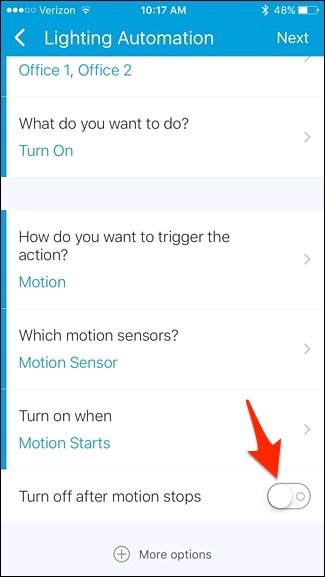 Verizon 10:17 AM 48%
Lighting Automation Next
Office 1, Office 2
What do you want to do?
Turn On
How do you want to trigger the
action?
Motion
Which motion sensors?
Motion Sensor
Turn on when
Motion Starts
Turn off after motion stops
More options